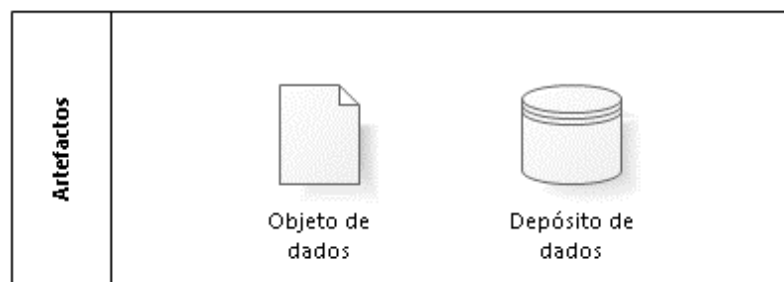 Artefactos
Objeto de
dados
Depósito de
dados